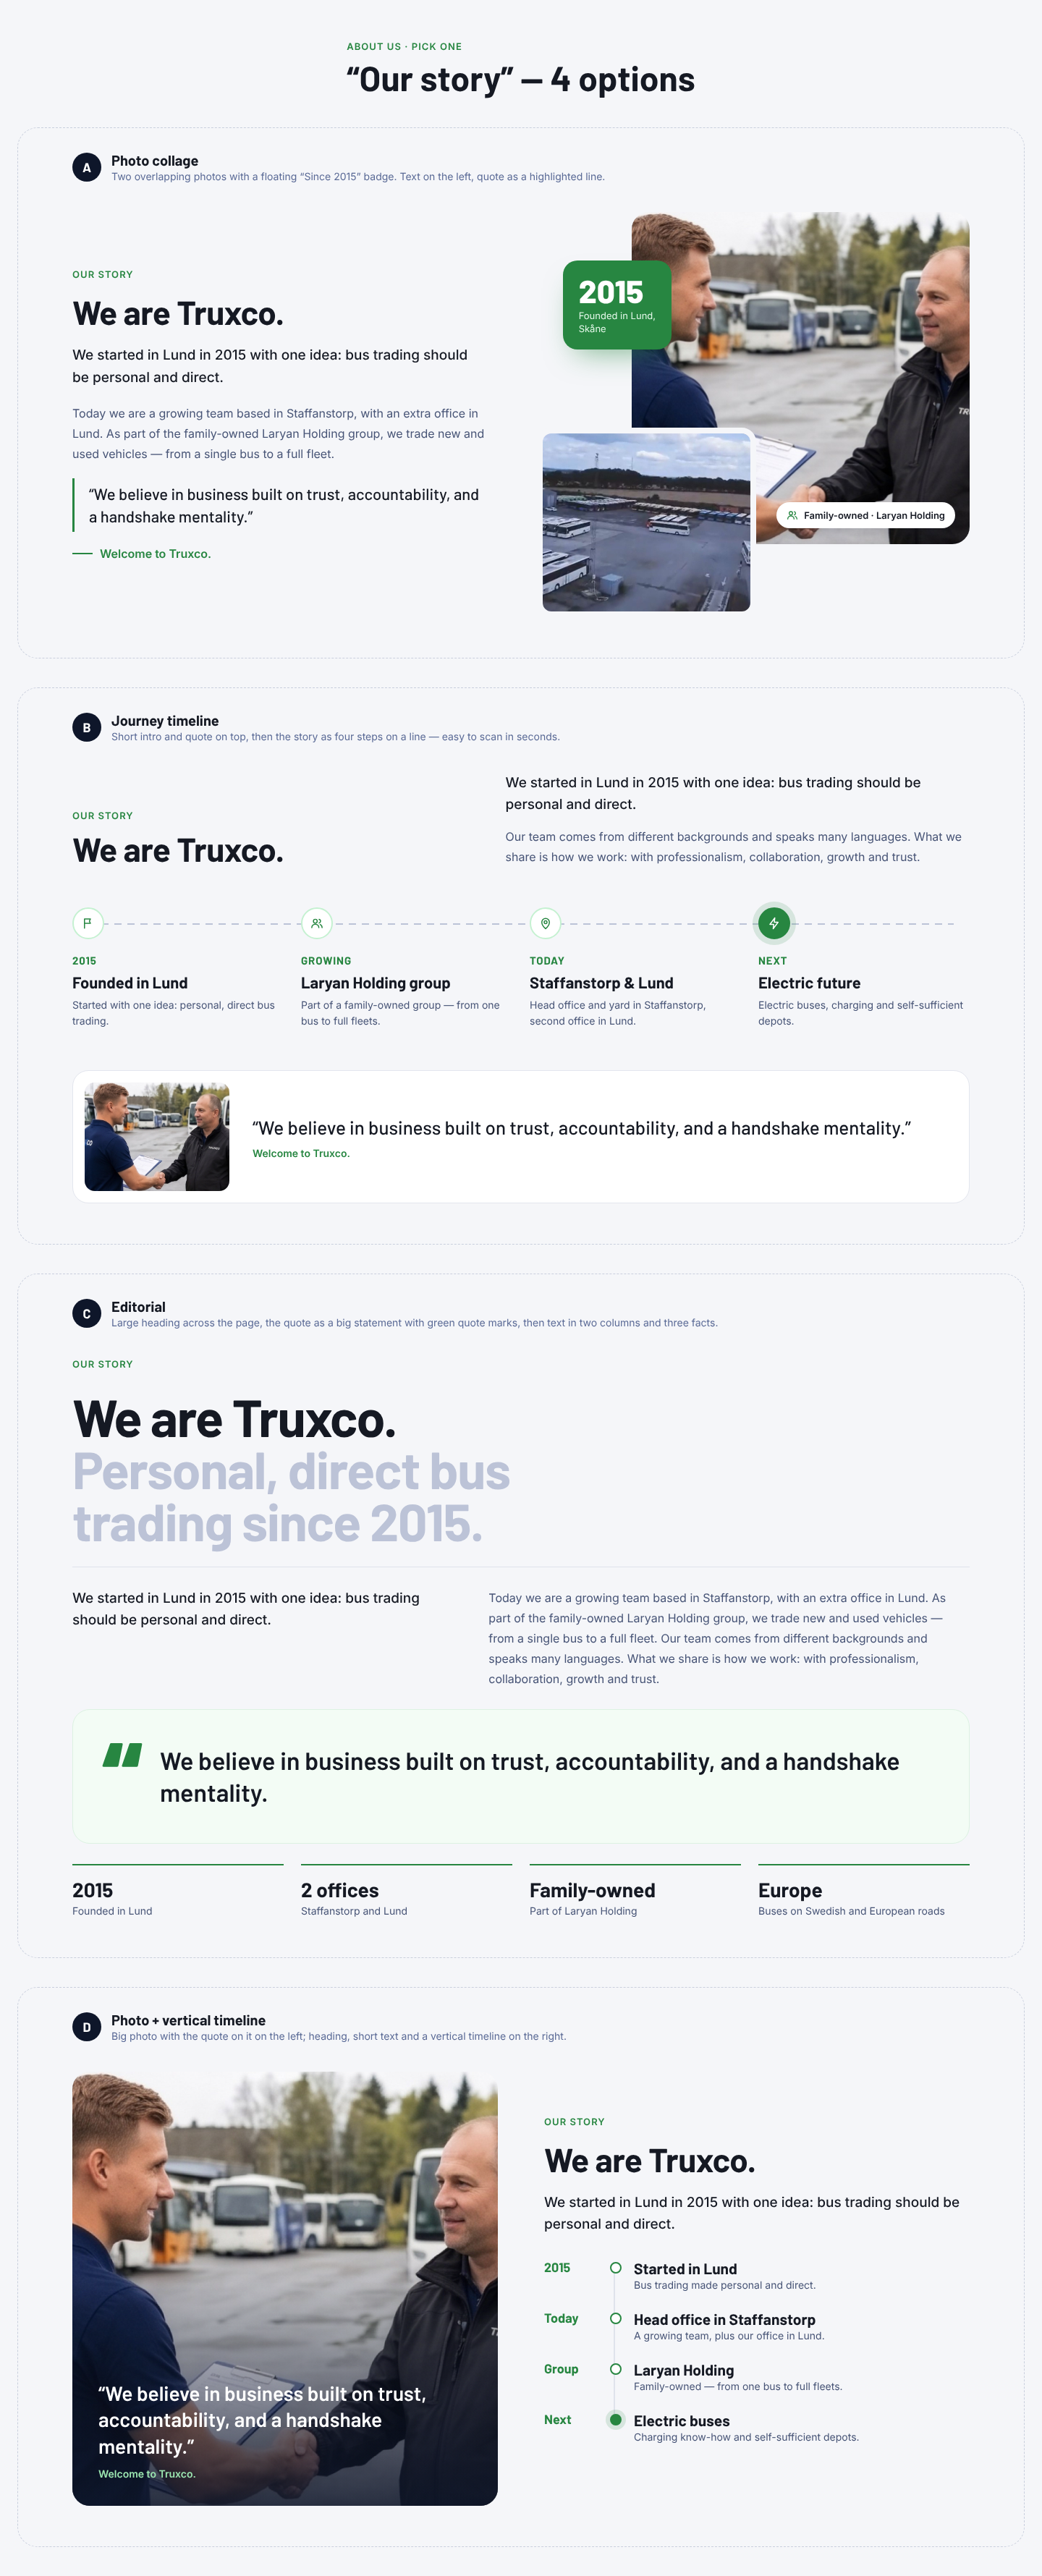 ABOUT US · PICK ONE
“Our story” — 4 options
A
Photo collage
Two overlapping photos with a floating “Since 2015” badge. Text on the left, quote as a highlighted line.
OUR STORY
We are Truxco.
We started in Lund in 2015 with one idea: bus trading should
be personal and direct.
Today we are a growing team based in Staffanstorp, with an extra office in
Lund. As part of the family-owned Laryan Holding group, we trade new and
used vehicles — from a single bus to a full fleet.
“We believe in business built on trust, accountability, and
a handshake mentality.”
Welcome to Truxco.
2015
Founded in Lund,
Skåne
Family-owned · Laryan Holding
B
Journey timeline
Short intro and quote on top, then the story as four steps on a line — easy to scan in seconds.
OUR STORY
We are Truxco.
We started in Lund in 2015 with one idea: bus trading should be
personal and direct.
Our team comes from different backgrounds and speaks many languages. What we
share is how we work: with professionalism, collaboration, growth and trust.
2015
Founded in Lund
Started with one idea: personal, direct bus
trading.
GROWING
Laryan Holding group
Part of a family-owned group — from one
bus to full fleets.
TODAY
Staffanstorp & Lund
Head office and yard in Staffanstorp,
second office in Lund.
NEXT
Electric future
Electric buses, charging and self-sufficient
depots.
“We believe in business built on trust, accountability, and a handshake mentality.”
Welcome to Truxco.
C
Editorial
Large heading across the page, the quote as a big statement with green quote marks, then text in two columns and three facts.
OUR STORY
We are Truxco.
Personal, direct bus
trading since 2015.
We started in Lund in 2015 with one idea: bus trading
should be personal and direct.
Today we are a growing team based in Staffanstorp, with an extra office in Lund. As
part of the family-owned Laryan Holding group, we trade new and used vehicles —
from a single bus to a full fleet. Our team comes from different backgrounds and
speaks many languages. What we share is how we work: with professionalism,
collaboration, growth and trust.
We believe in business built on trust, accountability, and a handshake
mentality.
2015
Founded in Lund
2 offices
Staffanstorp and Lund
Family-owned
Part of Laryan Holding
Europe
Buses on Swedish and European roads
D
Photo + vertical timeline
Big photo with the quote on it on the left; heading, short text and a vertical timeline on the right.
“We believe in business built on trust,
accountability, and a handshake
mentality.”
Welcome to Truxco.
OUR STORY
We are Truxco.
We started in Lund in 2015 with one idea: bus trading should be
personal and direct.
2015
Started in Lund
Bus trading made personal and direct.
Today
Head office in Staffanstorp
A growing team, plus our office in Lund.
Group
Laryan Holding
Family-owned — from one bus to full fleets.
Next
Electric buses
Charging know-how and self-sufficient depots.